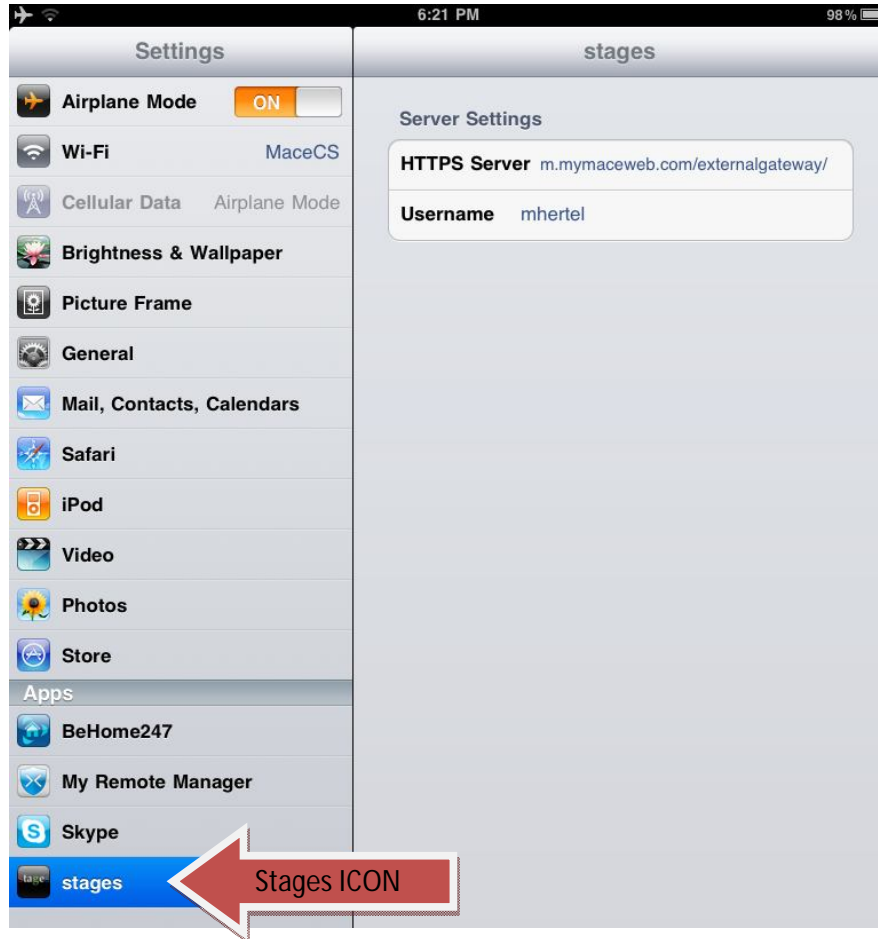 6:21 PM
98%
Settings
Airplane Mode ON
Wi-Fi MaceCS
Cellular Data Airplane Mode
Brightness & Wallpaper
Picture Frame
General
Mail, Contacts, Calendars
Safari
iPod
Video
Photos
Store
Apps
BeHome247
My Remote Manager
Skype
tage
stages
Stages ICON
stages
Server Settings
HTTPS Server m.mymaceweb.com/externalgateway/
Username mhertel